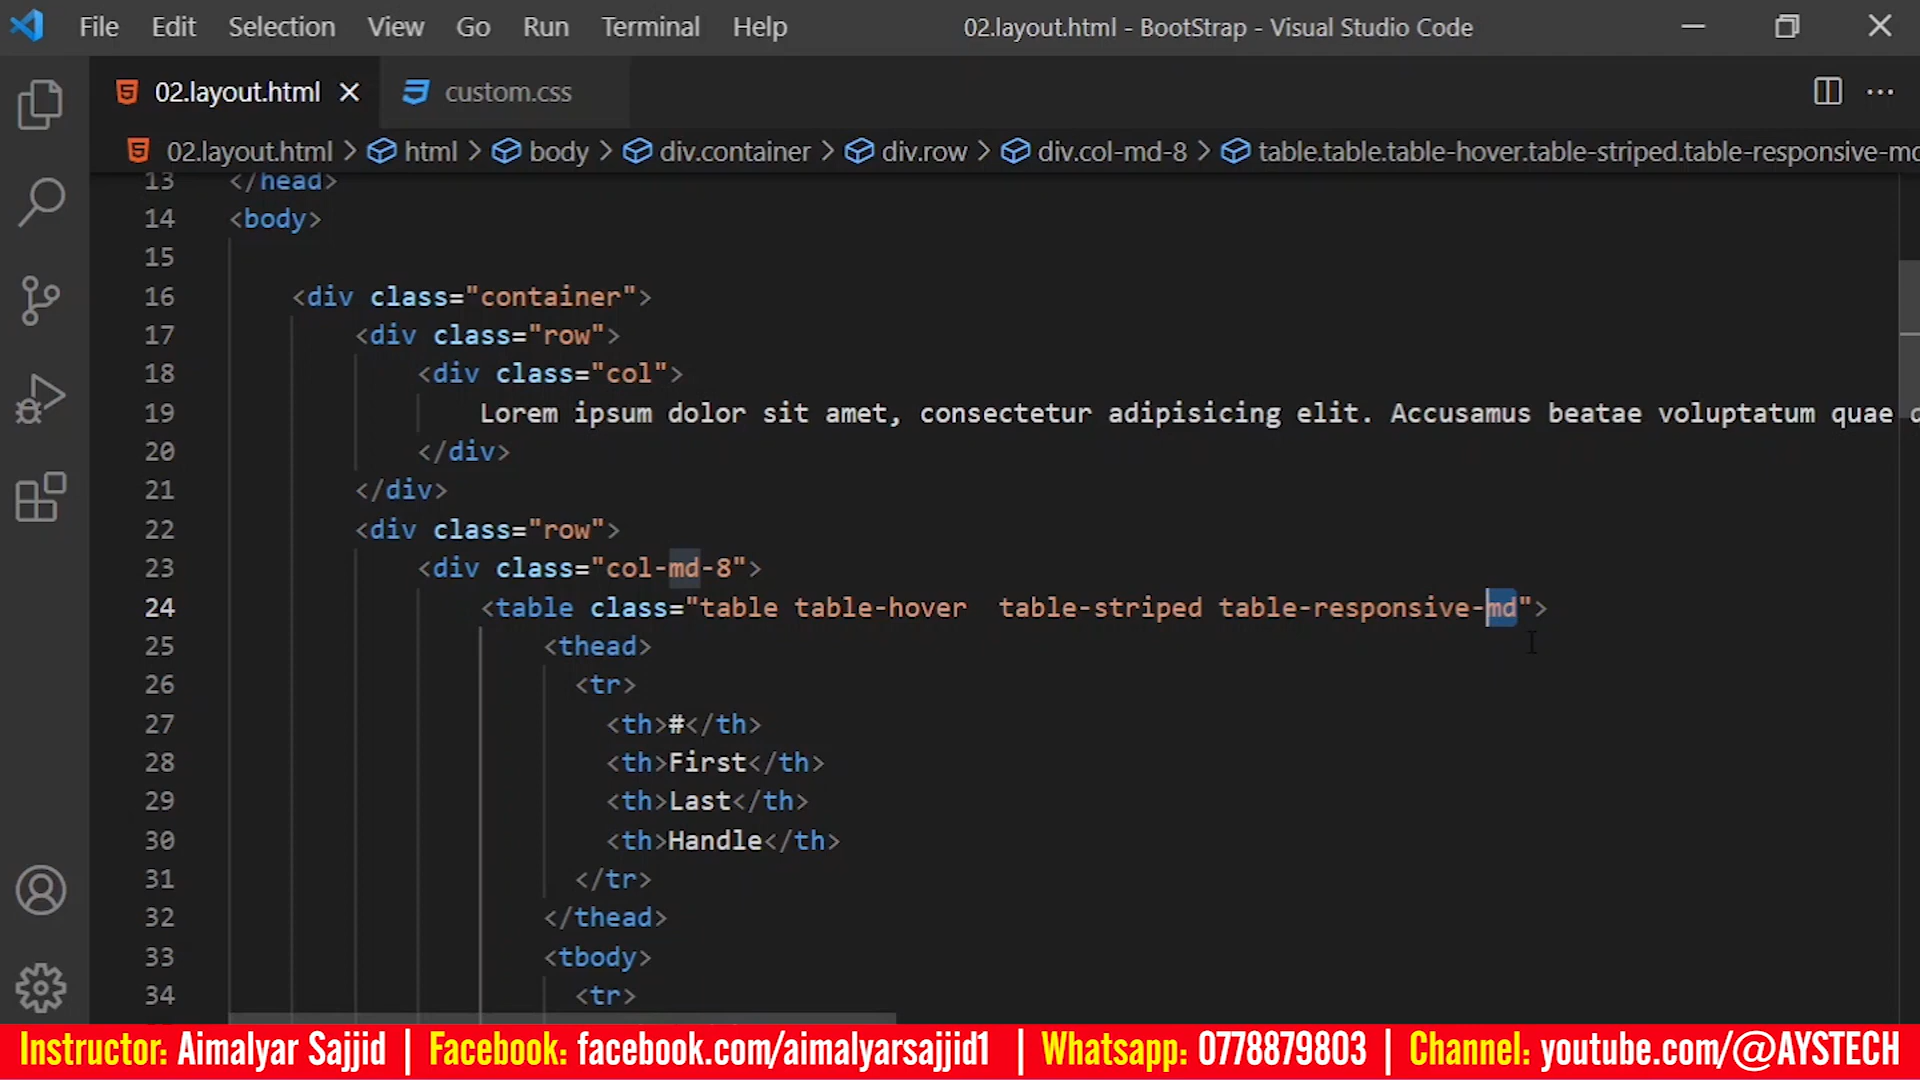 File Edit Selection View Go Run Terminal Help 02.layout.html - BootStrap - Visual Studio Code
02.layout.html custom.css
02.layout.html > html > body > div.container > div.row > div.col-md-8 > table.table.table-hover.table-striped.table-responsive-md
13 </head>
14 <body>
15
16 <div class="container">
17 <div class="row">
18 <div class="col">
19 Lorem ipsum dolor sit amet, consectetur adipisicing elit. Accusamus beatae voluptatum quae
20 </div>
21 </div>
22 <div class="row">
23 <div class="col-md-8">
24 <table class="table table-hover  table-striped table-responsive-md">
25 <thead>
26 <tr>
27 <th>#</th>
28 <th>First</th>
29 <th>Last</th>
30 <th>Handle</th>
31 </tr>
32 </thead>
33 <tbody>
34 <tr>
Instructor: Aimalyar Sajjid | Facebook: facebook.com/aimalyarsajjid1 | Whatsapp: 0778879803 | Channel: youtube.com/@AYSTECH